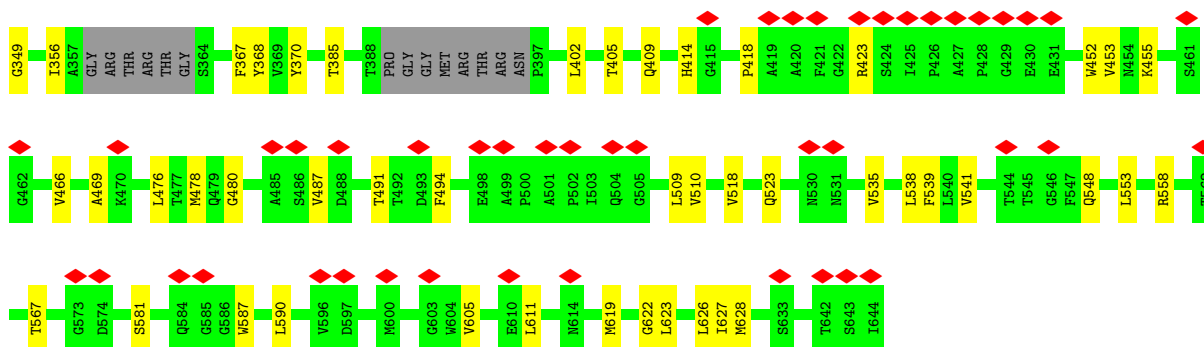 G349 I356 A357 GLY ARG THR ARG THR GLY S364 F367 Y368 V369 Y370 T385 T388 PRO GLY GLY MET ARG THR ARG ASN P397 L402 T405 Q409 H414 G415 P418 A419 A420 F421 G422 R423 S424 I425 P426 A427 P428 G429 E430 E431 W452 V453 N454 K455 S461
G462 V466 A469 K470 L476 T477 M478 Q479 G480 A485 S486 V487 D488 T491 T492 D493 F494 E498 A499 P500 A501 P502 I503 Q504 G505 L509 V510 V518 Q523 N530 N531 V535 L538 F539 L540 V541 T544 T545 G546 F547 Q548 L553 R558
T567 G573 D574 S581 Q584 G585 G586 W587 L590 V596 D597 M600 G603 W604 V605 E610 L611 N614 M619 G622 L623 L626 I627 M628 S633 T642 S643 I644